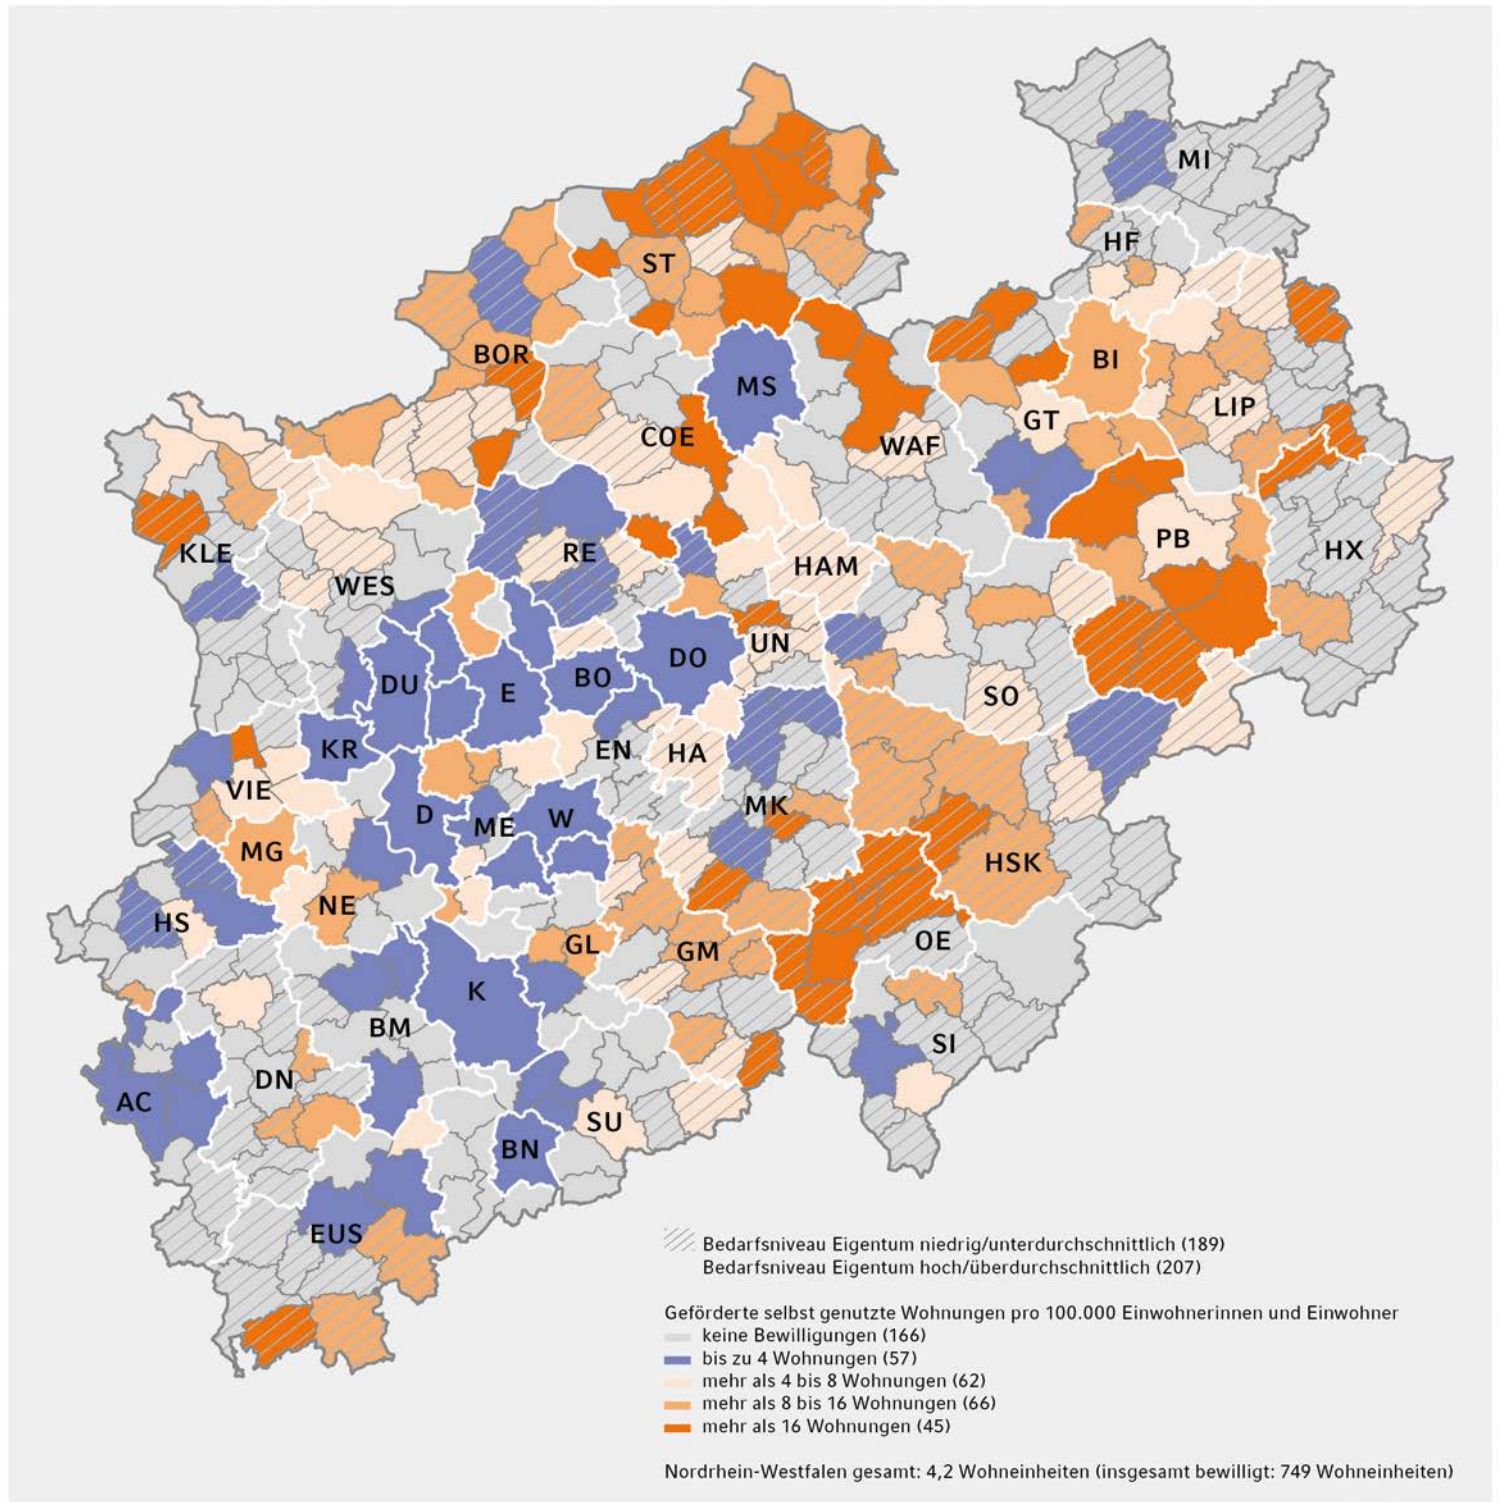 MI
HF
ST
BOR
MS
BI
LIP
GT
COE
WAF
KLE
RE
HAM
PB
HX
WES
UN
DO
BO
E
DU
SO
KR
EN
HA
VIE
D
ME
W
MK
MG
HSK
NE
HS
GL
GM
OE
K
BM
SI
DN
AC
SU
BN
EUS
Bedarfsniveau Eigentum niedrig/unterdurchschnittlich (189)
Bedarfsniveau Eigentum hoch/überdurchschnittlich (207)
Geförderte selbst genutzte Wohnungen pro 100.000 Einwohnerinnen und Einwohner
keine Bewilligungen (166)
bis zu 4 Wohnungen (57)
mehr als 4 bis 8 Wohnungen (62)
mehr als 8 bis 16 Wohnungen (66)
mehr als 16 Wohnungen (45)
Nordrhein-Westfalen gesamt: 4,2 Wohneinheiten (insgesamt bewilligt: 749 Wohneinheiten)